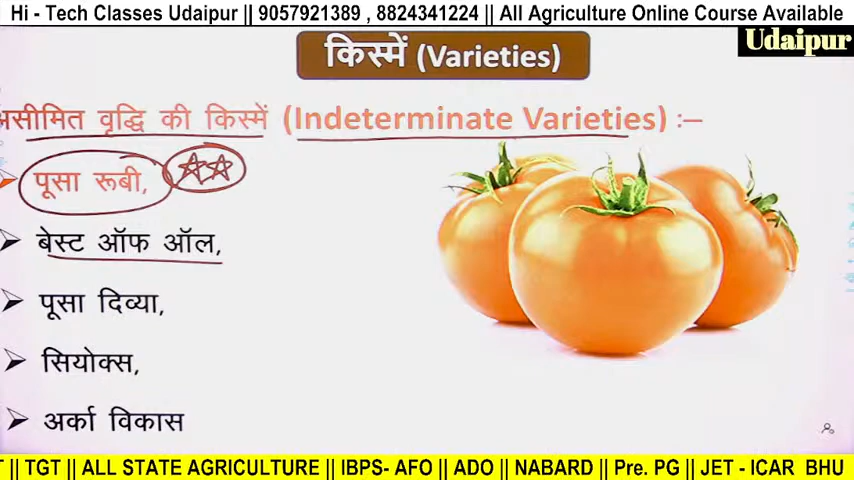 Hi - Tech Classes Udaipur || 9057921389 , 8824341224 || All Agriculture Online Course Available
Udaipur
किस्में (Varieties)
असीमित वृद्धि की किस्में (Indeterminate Varieties) :–
पूसा रूबी,
बेस्ट ऑफ ऑल,
पूसा दिव्या,
सियोक्स,
अर्का विकास
|| TGT || ALL STATE AGRICULTURE || IBPS- AFO || ADO || NABARD || Pre. PG || JET - ICAR BHU